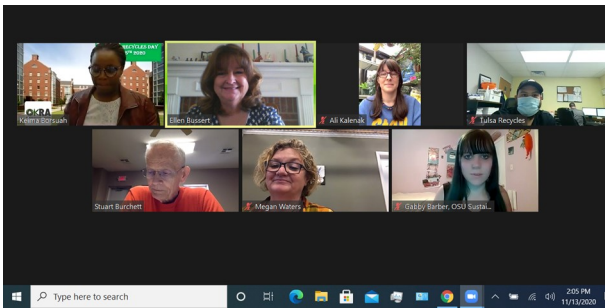 RECYCLES DAY
5TH 2020
OKRA
Keima Borsuah
Ellen Bussert
Ali Kalenak
Tulsa Recycles
Stuart Burchett
Megan Waters
Gabby Barber, OSU Sustai...
Type here to search
2:05 PM
11/13/2020